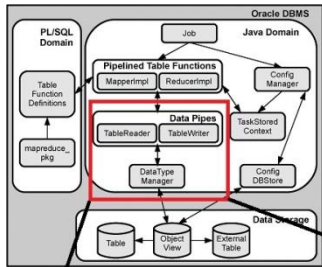 Oracle DBMS
PL/SQL
Domain
Job
Java Domain
Pipelined Table Functions
MapperImpl
ReducerImpl
Config
Manager
Table
Function
Definitions
TaskStored
Context
Data Pipes
TableReader
TableWriter
mapreduce_
pkg
DataType
Manager
Config
DBStore
Data Storage
Table
Object
View
External
Table